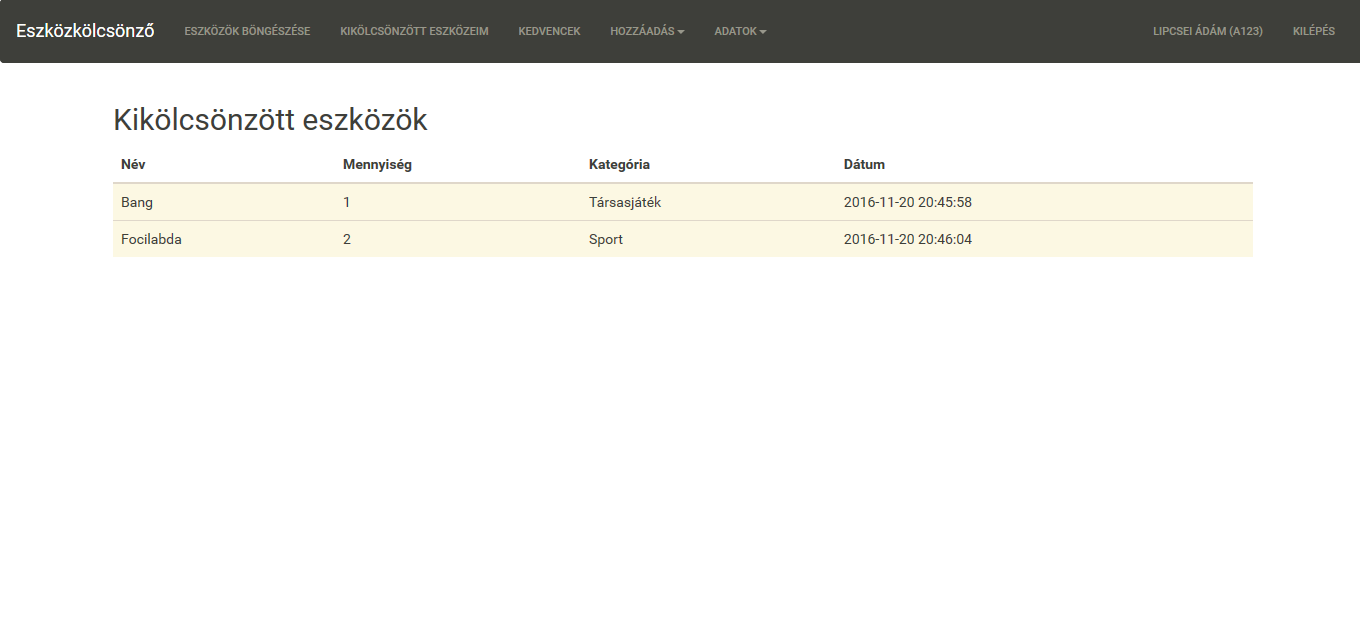 Eszközkölcsönző ESZKÖZÖK BÖNGÉSZÉSE KIKÖLCSÖNZÖTT ESZKÖZEIM KEDVENCEK HOZZÁADÁS ADATOK LIPCSEI ÁDÁM (A123) KILÉPÉS
Kikölcsönzött eszközök
Név Mennyiség Kategória Dátum
Bang 1 Társasjáték 2016-11-20 20:45:58
Focilabda 2 Sport 2016-11-20 20:46:04